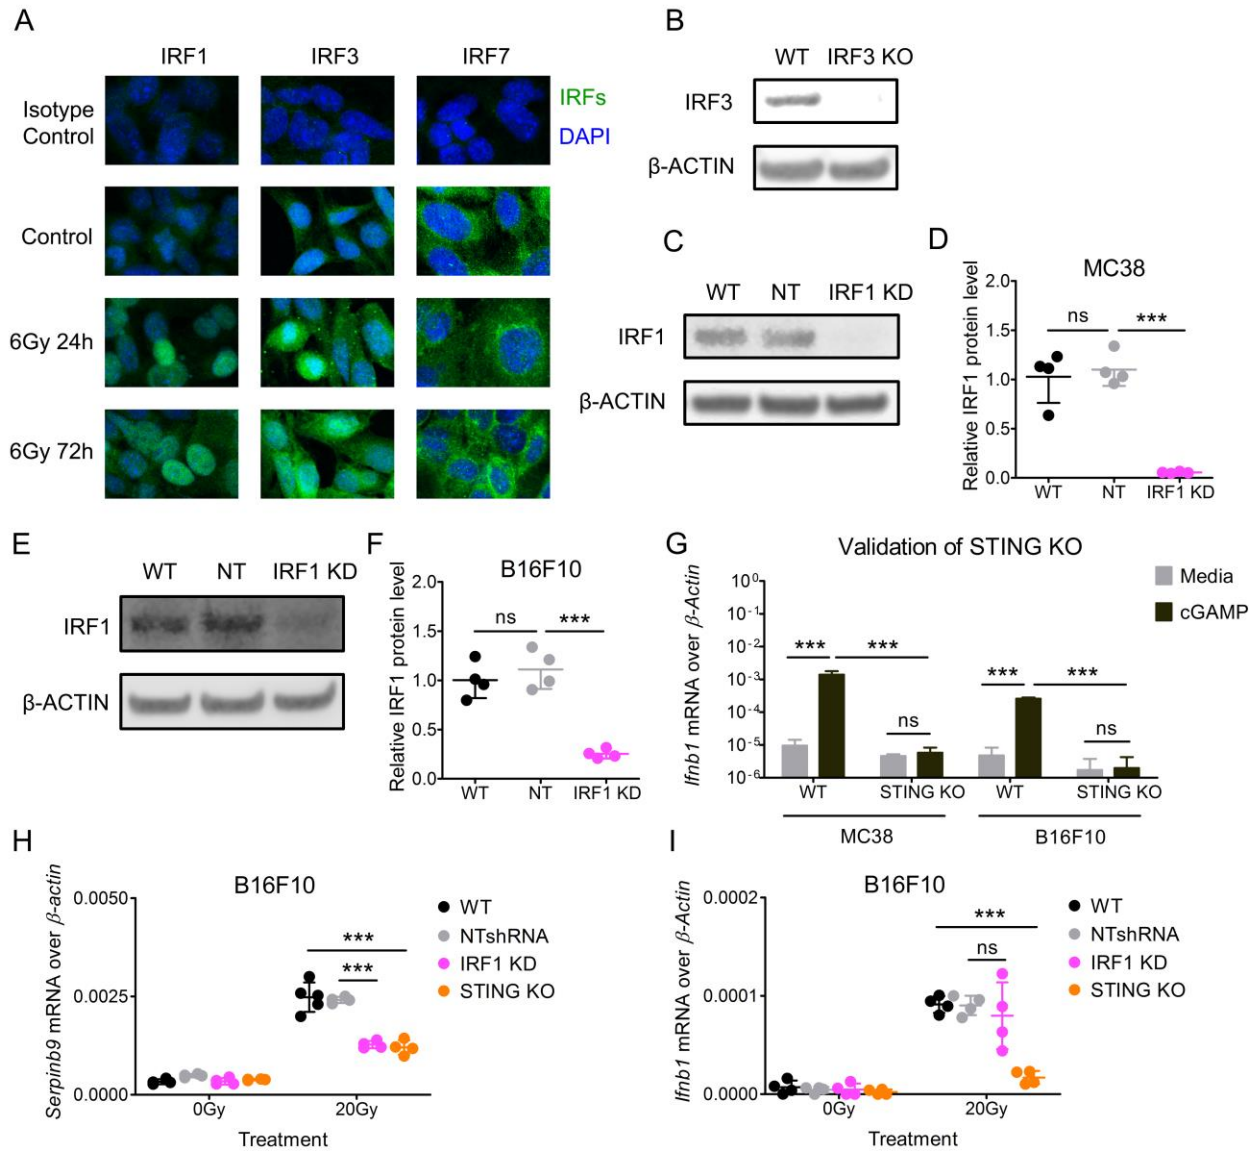 A
IRF1 IRF3 IRF7
Isotype
Control
IRFs
DAPI
Control
6Gy 24h
6Gy 72h
B
WT IRF3 KO
IRF3
β-ACTIN
C
WT NT IRF1 KD
IRF1
β-ACTIN
D
MC38
Relative IRF1 protein level
2.0
1.5
1.0
0.5
0.0
ns ***
WT NT IRF1 KD
E
WT NT IRF1 KD
IRF1
β-ACTIN
F
B16F10
Relative IRF1 protein level
2.0
1.5
1.0
0.5
0.0
ns ***
WT NT IRF1 KD
G
Validation of STING KO
Ifnb1 mRNA over β-Actin
10⁰
10⁻¹
10⁻²
10⁻³
10⁻⁴
10⁻⁵
10⁻⁶
*** ***
ns
*** ***
ns
Media
cGAMP
WT STING KO WT STING KO
MC38 B16F10
H
B16F10
Serpinb9 mRNA over β-actin
0.0050
0.0025
0.0000
***
***
WT
NTshRNA
IRF1 KD
STING KO
0Gy 20Gy
Treatment
I
B16F10
Ifnb1 mRNA over β-Actin
0.0002
0.0001
0.0000
***
ns
WT
NTshRNA
IRF1 KD
STING KO
0Gy 20Gy
Treatment